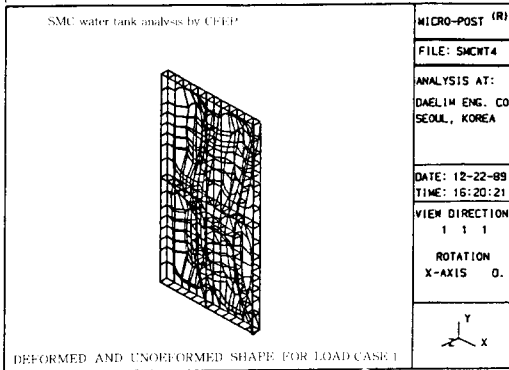 SMC water tank analysis by CEEP
MICRO-POST (R)
FILE: SMCWT4
ANALYSIS AT:
DAELIM ENG. CO
SEOUL, KOREA
DATE: 12-22-89
TIME: 16:20:21
VIEW DIRECTION
1 1 1
ROTATION
X-AXIS 0.
Y
Z X
DEFORMED AND UNOEFORMED SHAPE FOR LOAD CASE 1